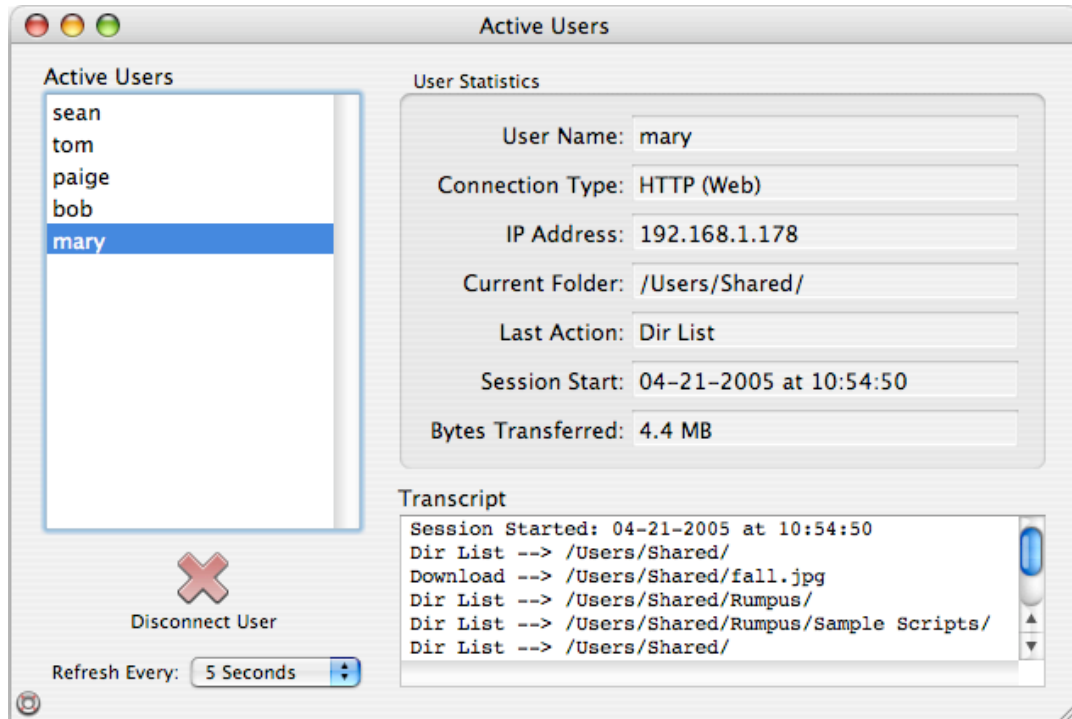 Active Users
Active Users
sean
tom
paige
bob
mary
Disconnect User
Refresh Every: 5 Seconds
User Statistics
User Name: mary
Connection Type: HTTP (Web)
IP Address: 192.168.1.178
Current Folder: /Users/Shared/
Last Action: Dir List
Session Start: 04-21-2005 at 10:54:50
Bytes Transferred: 4.4 MB
Transcript
Session Started: 04-21-2005 at 10:54:50
Dir List --> /Users/Shared/
Download --> /Users/Shared/fall.jpg
Dir List --> /Users/Shared/Rumpus/
Dir List --> /Users/Shared/Rumpus/Sample Scripts/
Dir List --> /Users/Shared/